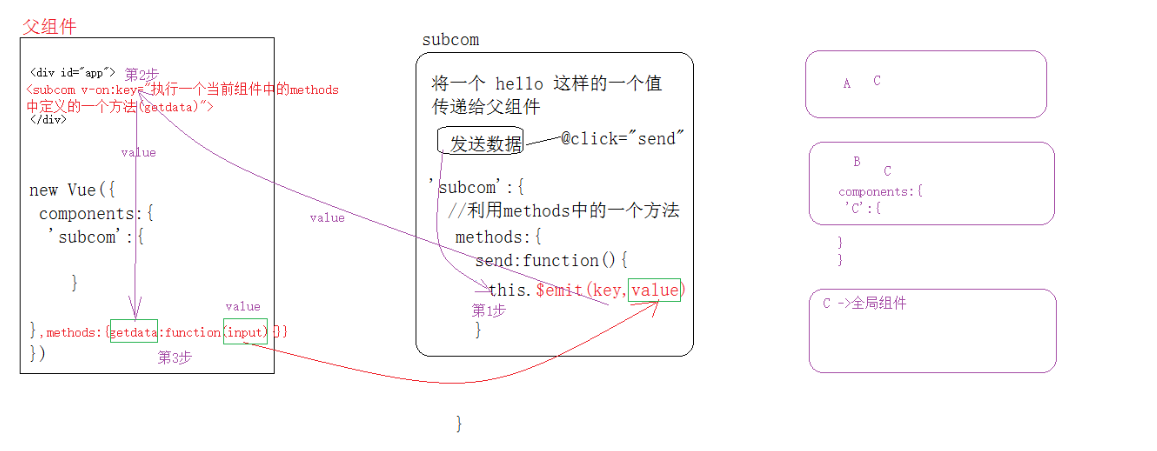 父组件
<div id="app">
第2步
<subcom v-on:key="执行一个当前组件中的methods
中定义的一个方法(getdata)">
</div>
value
new Vue({
components:{
'subcom':{
}
value
},methods:{getdata:function(input) {}}
})
第3步
value
subcom
将一个 hello 这样的一个值
传递给父组件
发送数据
@click="send"
'subcom':{
//利用methods中的一个方法
methods:{
send:function(){
this.$emit(key,value)
第1步
}
}
A
C
B
C
components:{
'C':{
}
}
C ->全局组件